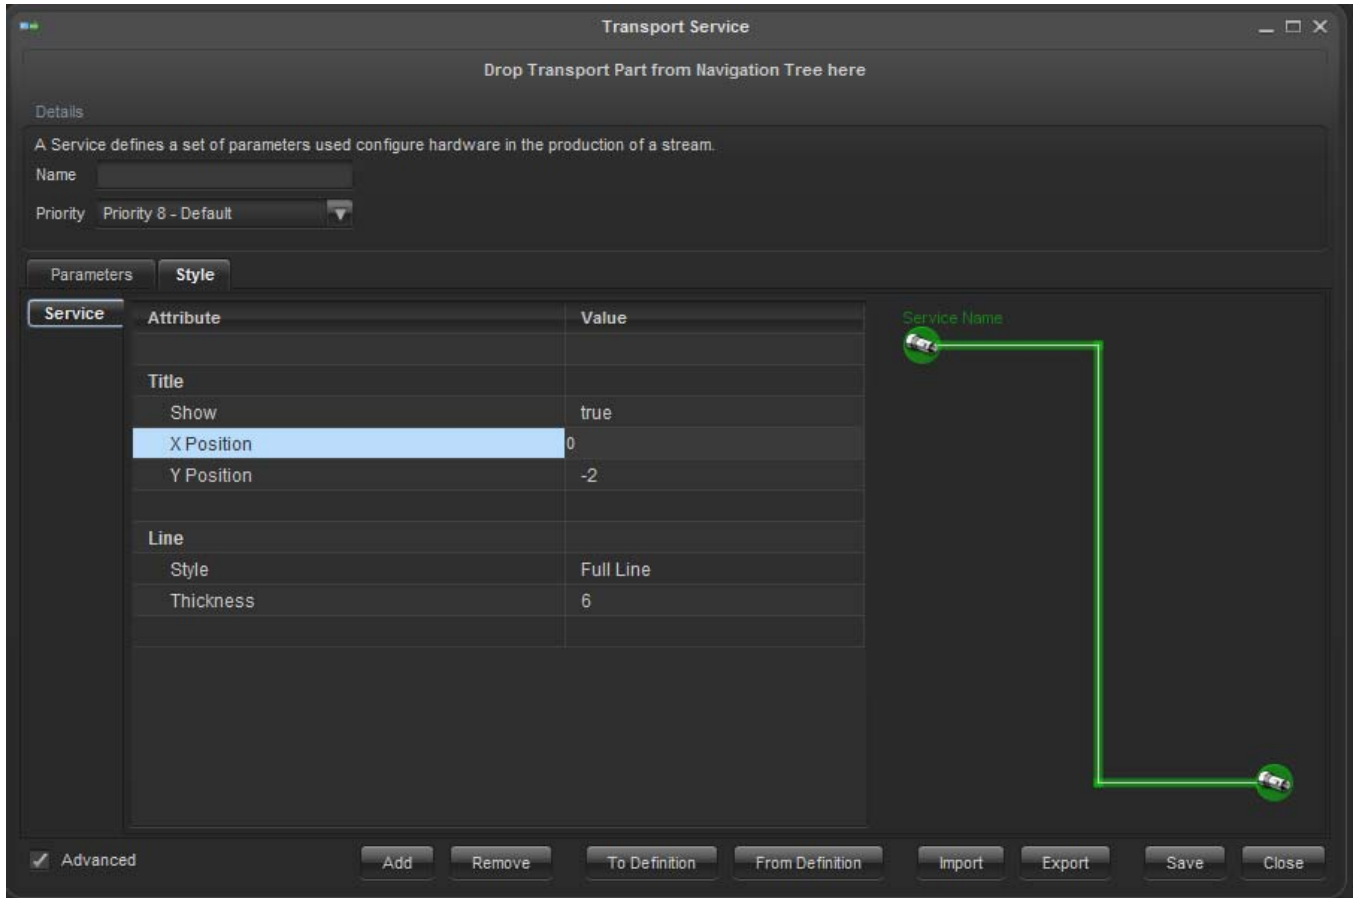 Transport Service
Drop Transport Part from Navigation Tree here
Details
A Service defines a set of parameters used configure hardware in the production of a stream.
Name
Priority Priority 8 - Default
Parameters Style
Service
Attribute Value
Title
Show true
X Position 0
Y Position -2
Line
Style Full Line
Thickness 6
Service Name
Advanced Add Remove To Definition From Definition Import Export Save Close